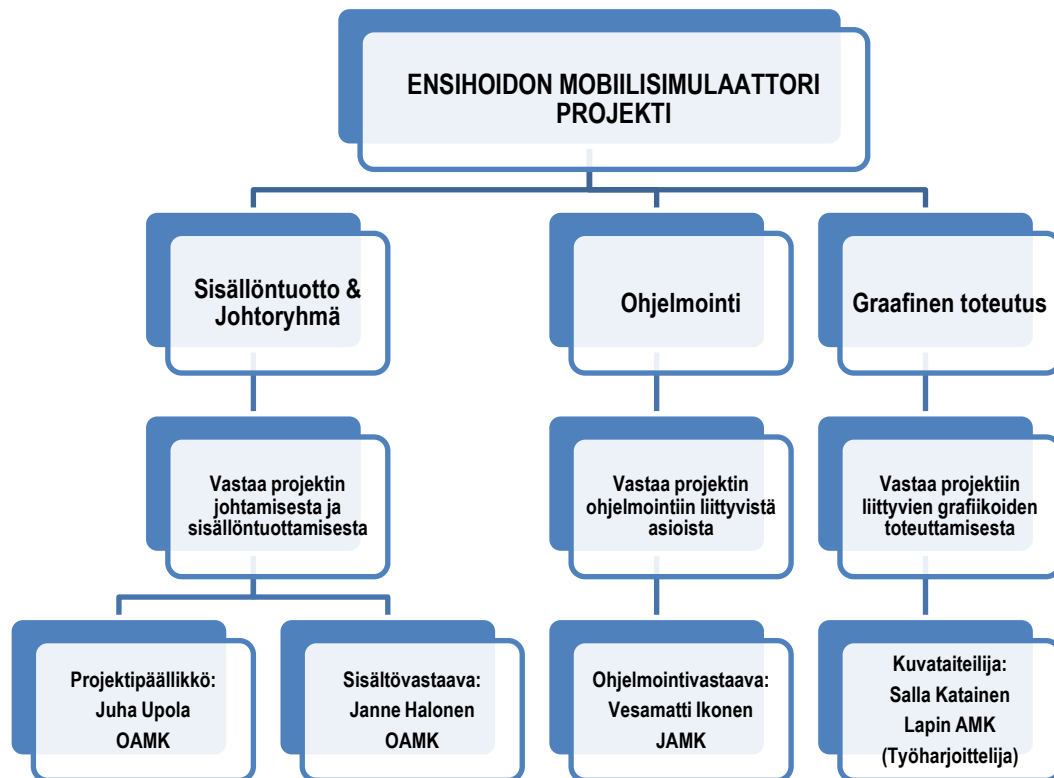 ENSIHOIDON MOBIILISIMULAATTORI
PROJEKTI
Sisällöntuotto &
Johtoryhmä
Ohjelmointi
Graafinen toteutus
Vastaa projektin
johtamisesta ja
sisällöntuottamisesta
Vastaa projektin
ohjelmointiin liittyvistä
asioista
Vastaa projektiin
liittyvien grafiikoiden
toteuttamisesta
Projektipäällikkö:
Juha Upola
OAMK
Sisältövastaava:
Janne Halonen
OAMK
Ohjelmointivastaava:
Vesamatti Ikonen
JAMK
Kuvataiteilija:
Salla Katainen
Lapin AMK
(Työharjoittelija)